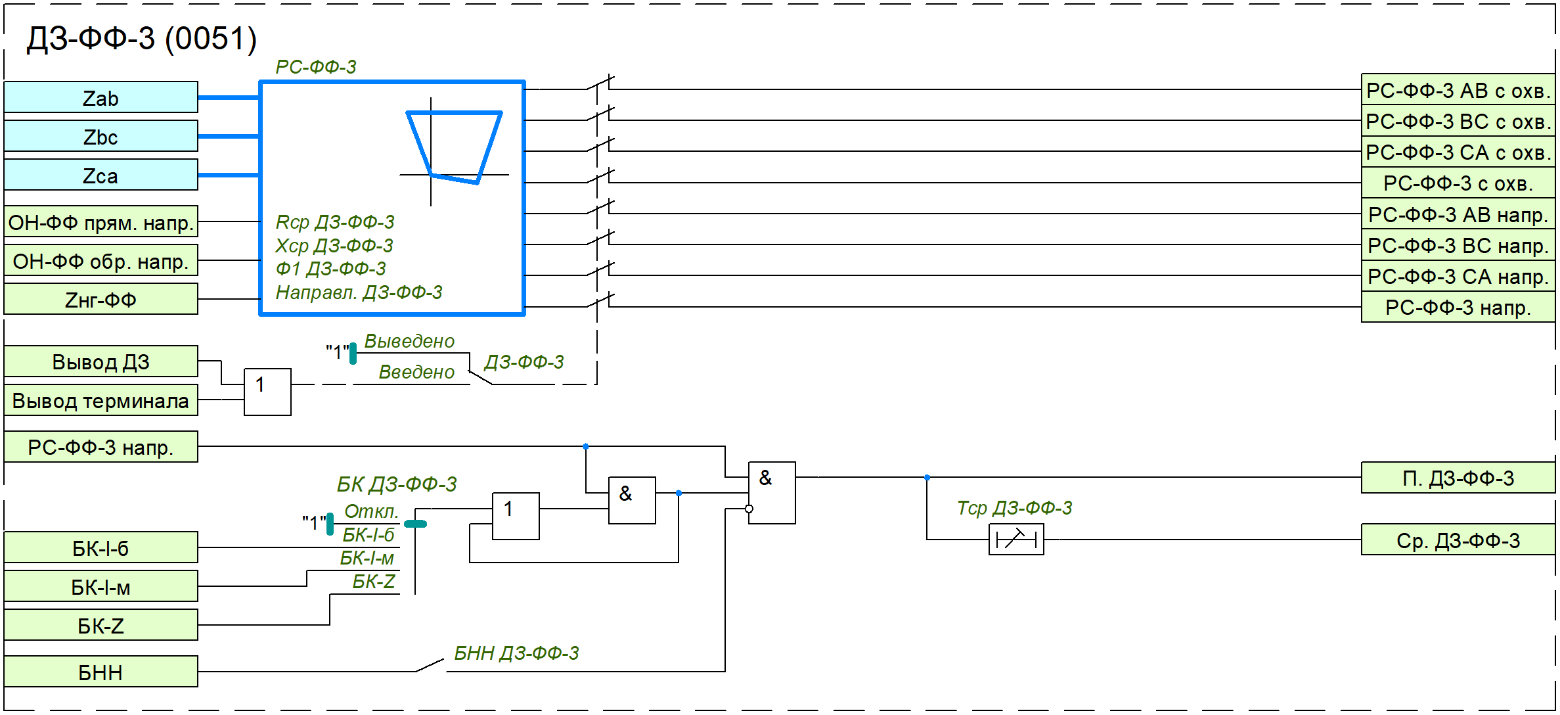 ДЗ-ФФ-3 (0051)
РС-ФФ-3
Zab
Zbc
Zca
ОН-ФФ прям. напр.
ОН-ФФ обр. напр.
Zнг-ФФ
Rср ДЗ-ФФ-3
Xср ДЗ-ФФ-3
Ф1 ДЗ-ФФ-3
Направл. ДЗ-ФФ-3
РС-ФФ-3 АВ с охв.
РС-ФФ-3 ВС с охв.
РС-ФФ-3 СА с охв.
РС-ФФ-3 с охв.
РС-ФФ-3 АВ напр.
РС-ФФ-3 ВС напр.
РС-ФФ-3 СА напр.
РС-ФФ-3 напр.
Вывод ДЗ
Вывод терминала
1
"1"
Выведено
Введено
ДЗ-ФФ-3
РС-ФФ-3 напр.
БК ДЗ-ФФ-3
"1"
Откл.
БК-I-б
БК-I-м
БК-Z
БК-I-б
БК-I-м
БК-Z
БНН
1
&
&
БНН ДЗ-ФФ-3
Тср ДЗ-ФФ-3
П. ДЗ-ФФ-3
Ср. ДЗ-ФФ-3